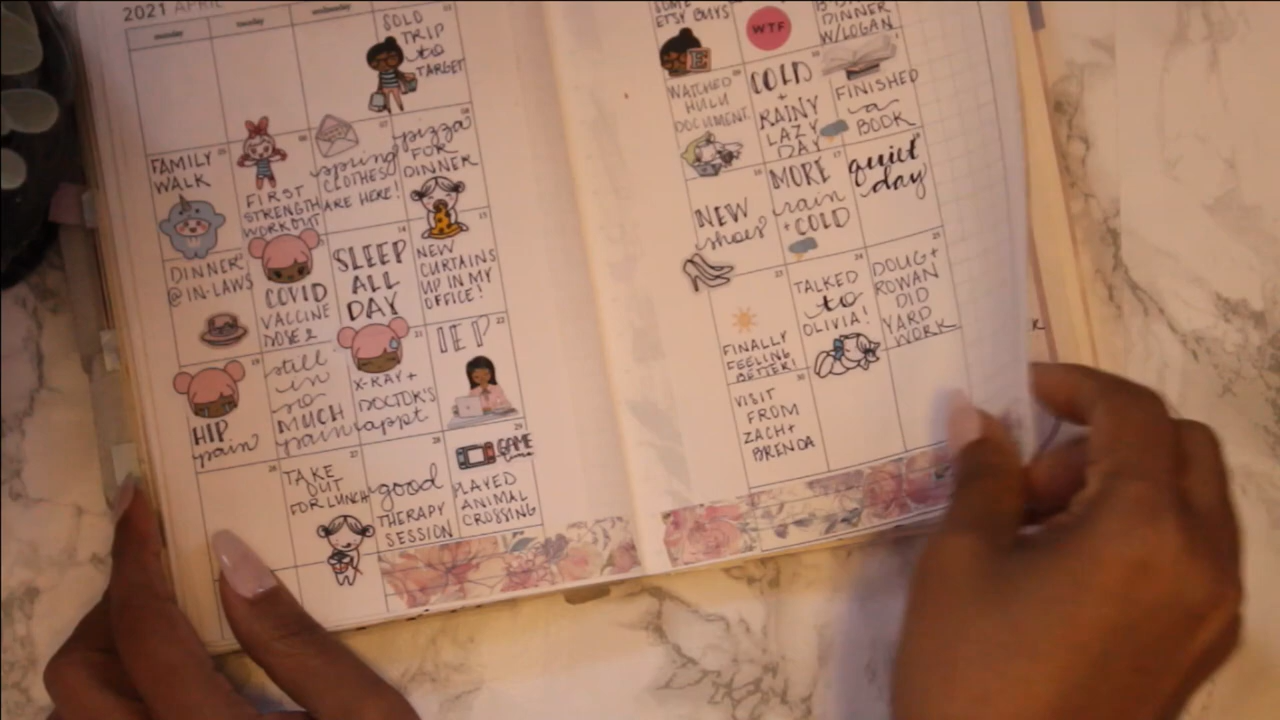 2021 APRIL
monday
tuesday
wednesday
SOLO
TRIP
to
TARGET
FAMILY
WALK
FIRST
STRENGTH
WORKOUT
spring
CLOTHES
ARE HERE!
pizza
FOR
DINNER
DINNER
@ IN-LAWS
COVID
VACCINE
DOSE 2
SLEEP
ALL
DAY
NEW
CURTAINS
UP IN MY
OFFICE!
HIP
pain
still
in
so
MUCH
pain
X-RAY +
DOCTOR'S
appt
IEP
TAKE
OUT
FOR LUNCH
good
THERAPY
SESSION
GAME
time
PLAYED
ANIMAL
CROSSING
SOME
ETSY BUYS
E
WTF
DINNER
W/LOGAN
WATCHED
HULU
DOCUMENT.
COLD
+
RAINY
LAZY
DAY
FINISHED
a
BOOK
NEW
shoes
MORE
rain
+ COLD
quiet
day
FINALLY
FEELING
BETTER!
TALKED
to
OLIVIA!
DOUG +
ROWAN
DID
YARD
WORK
VISIT
FROM
ZACH +
BRENDA